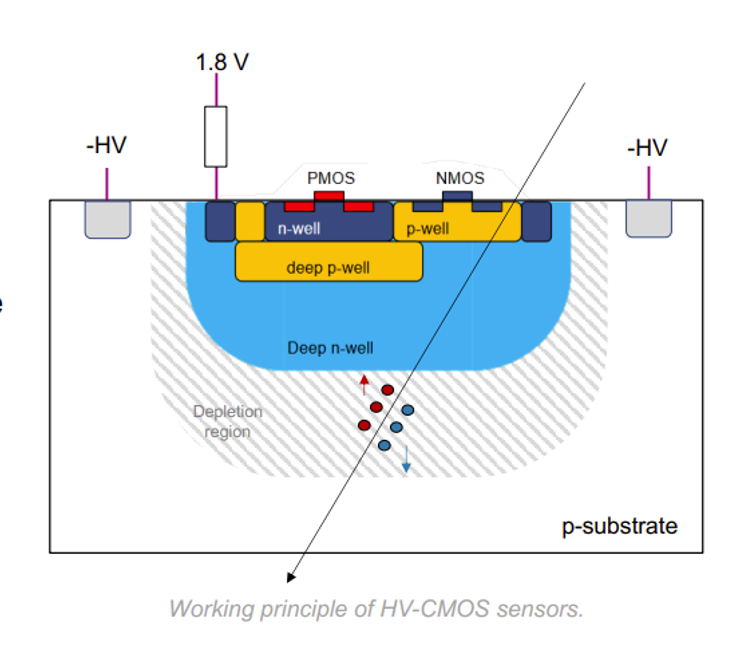 1.8 V
-HV
-HV
PMOS
NMOS
n-well
p-well
deep p-well
e
Deep n-well
Depletion
region
p-substrate
Working principle of HV-CMOS sensors.